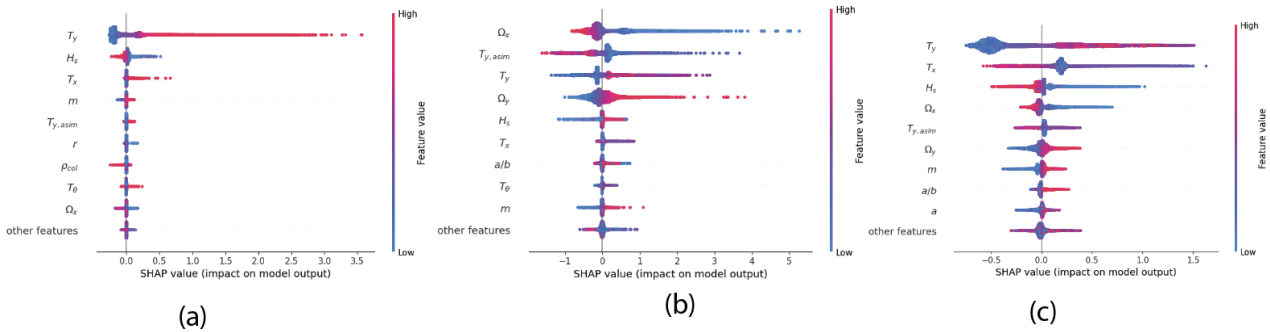 High
T_y
H_s
T_x
m
T_{y, asim}
r
ρ_{col}
T_θ
Ω_x
other features
Feature value
Low
0.0 0.5 1.0 1.5 2.0 2.5 3.0 3.5
SHAP value (impact on model output)
(a)
High
Ω_x
T_{y, asim}
T_y
Ω_y
H_s
T_x
a/b
T_θ
m
other features
Feature value
Low
−1 0 1 2 3 4 5
SHAP value (impact on model output)
(b)
High
T_y
T_x
H_s
Ω_x
T_{y, asim}
Ω_y
m
a/b
a
other features
Feature value
Low
−0.5 0.0 0.5 1.0 1.5
SHAP value (impact on model output)
(c)